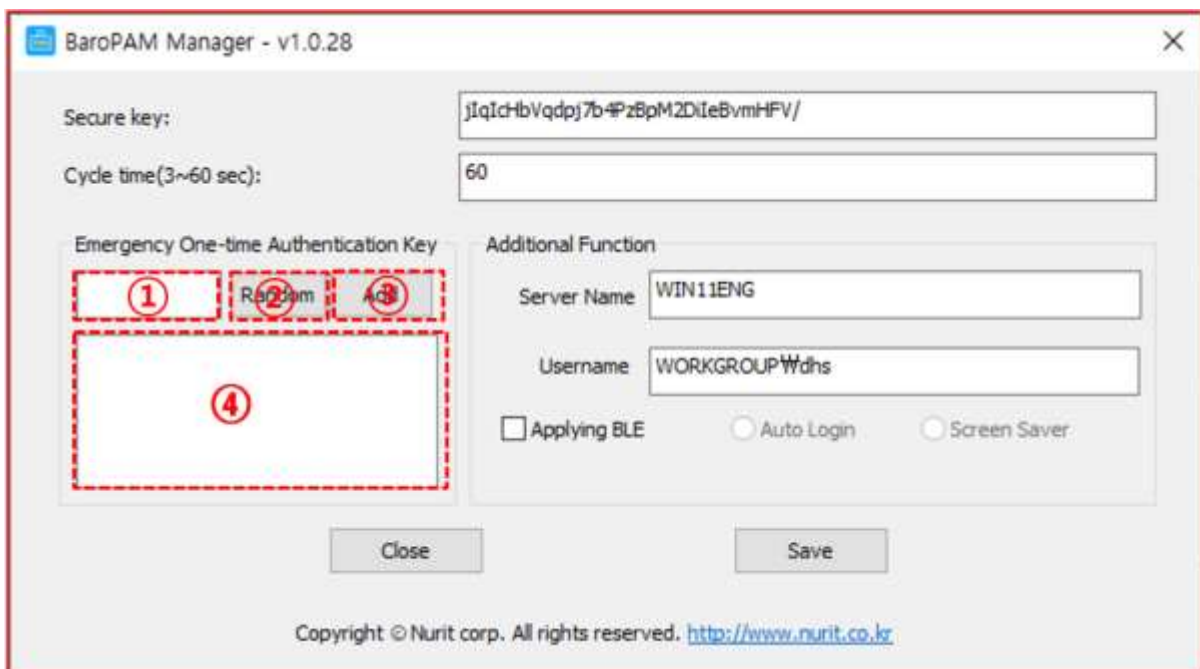 BaroPAM Manager - v1.0.28
Secure key: jIqIcHbVqdpj7b4PzBpM2DiIeBvmHFV/
Cycle time(3~60 sec): 60
Emergency One-time Authentication Key
① Random ② Add ③
④
Additional Function
Server Name WIN11ENG
Username WORKGROUP₩dhs
Applying BLE Auto Login Screen Saver
Close Save
Copyright © Nurit corp. All rights reserved. http://www.nurit.co.kr